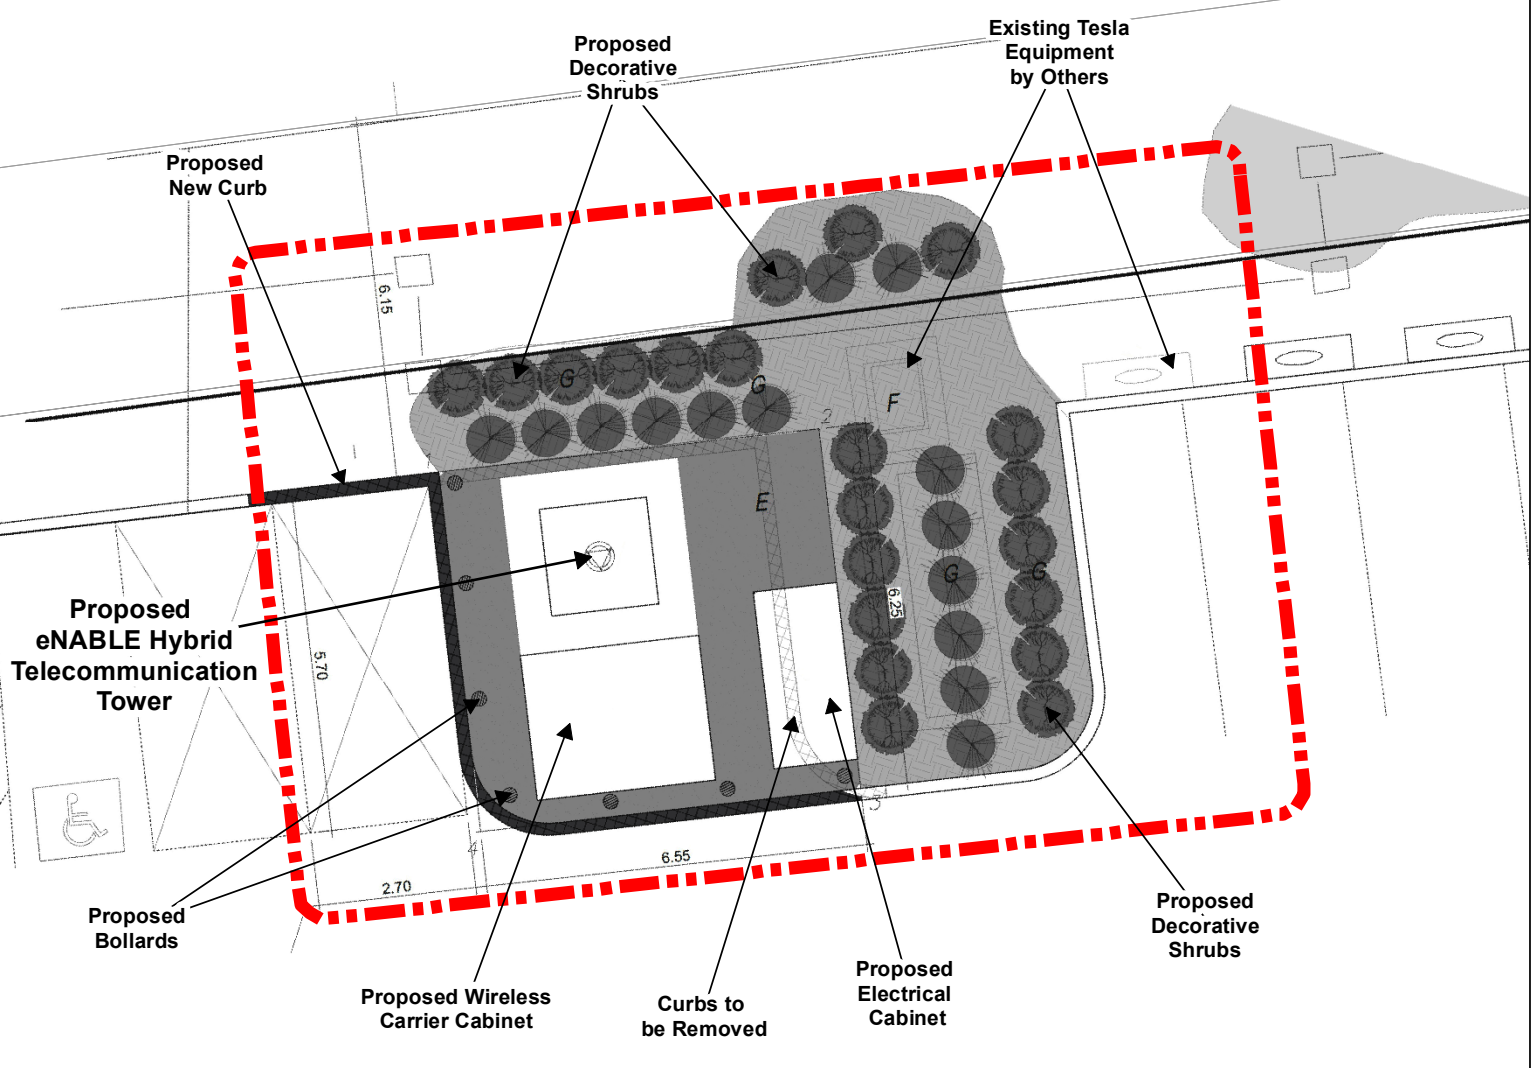 Existing Tesla
Equipment
by Others
Proposed
Decorative
Shrubs
Proposed
New Curb
6.15
G
G
F
2
E
G
G
6.25
Proposed
eNABLE Hybrid
Telecommunication
Tower
5.70
3
4
6.55
2.70
Proposed
Bollards
Proposed
Decorative
Shrubs
Proposed Wireless
Carrier Cabinet
Curbs to
be Removed
Proposed
Electrical
Cabinet